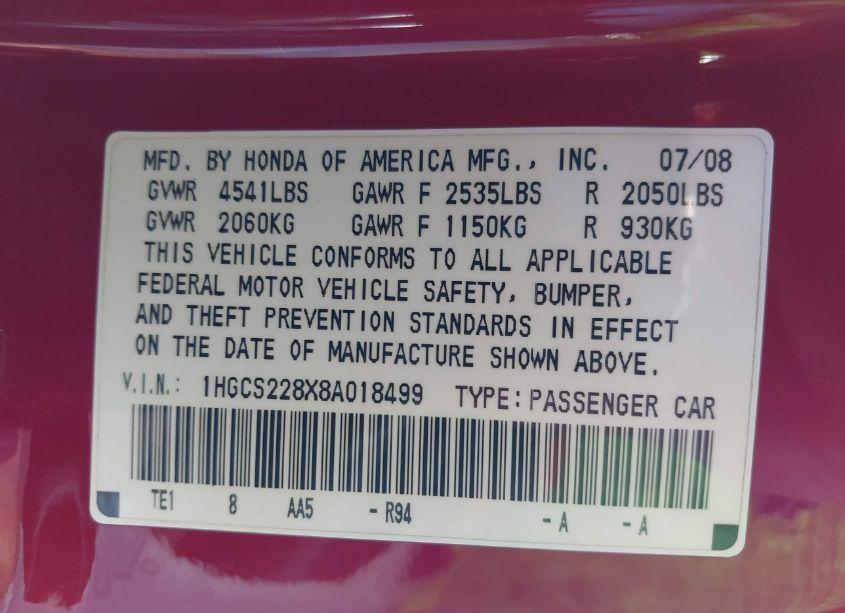 MFD. BY HONDA OF AMERICA MFG., INC. 07/08
GVWR 4541LBS GAWR F 2535LBS R 2050LBS
GVWR 2060KG GAWR F 1150KG R 930KG
THIS VEHICLE CONFORMS TO ALL APPLICABLE
FEDERAL MOTOR VEHICLE SAFETY, BUMPER,
AND THEFT PREVENTION STANDARDS IN EFFECT
ON THE DATE OF MANUFACTURE SHOWN ABOVE.
V.I.N.: 1HGCS228X8A018499 TYPE: PASSENGER CAR
TE1 8 AA5 - R94 - A - A